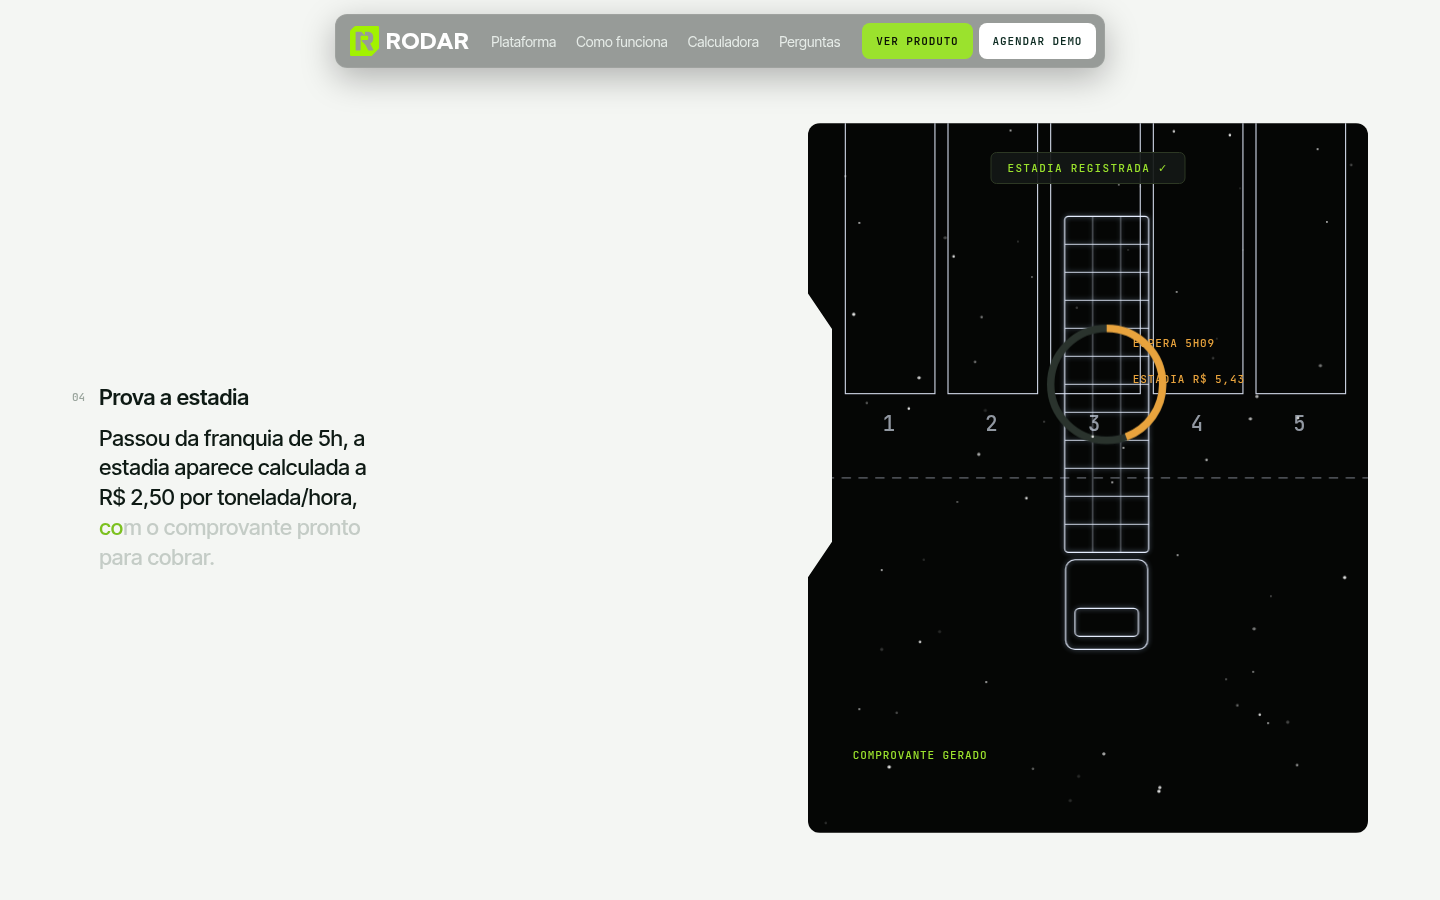 RODAR
Plataforma
Como funciona
Calculadora
Perguntas
VER PRODUTO
AGENDAR DEMO
ESTADIA REGISTRADA ✓
ESPERA 5H09
ESTADIA R$ 5,43
1 2 3 4 5
04
Prova a estadia
Passou da franquia de 5h, a
estadia aparece calculada a
R$ 2,50 por tonelada/hora,
com o comprovante pronto
para cobrar.
COMPROVANTE GERADO